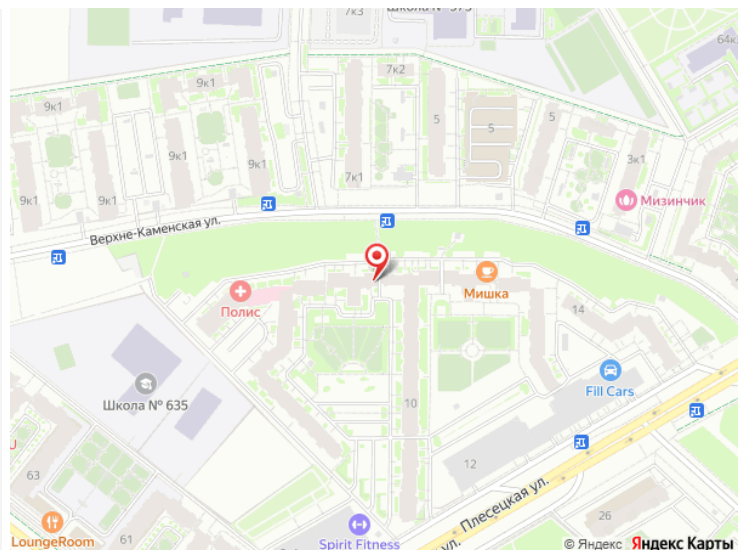 Школа № 575
7к3
64к
7к2
9к1
9к1
5
5
5
3к1
9к1
9к1
7к1
9к1
9к1
Мизинчик
Верхне-Каменская ул.
Полис
Мишка
14
Fill Cars
Школа № 635
10
63
12
Плесецкая ул.
26
61
LoungeRoom
Spirit Fitness
ул.
© Яндекс Яндекс Карты